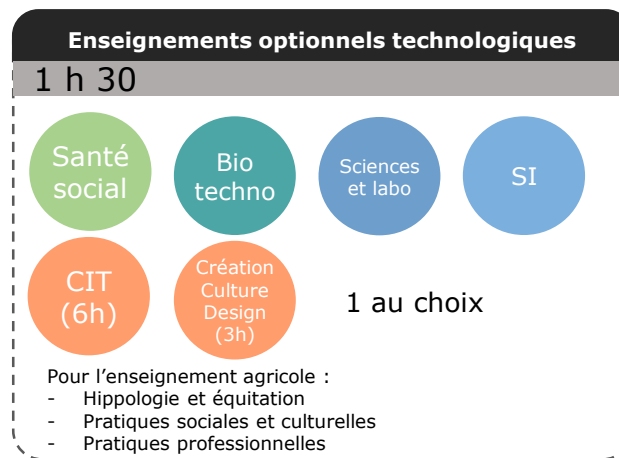 Enseignements optionnels technologiques
1 h 30
Santé
social
Bio
techno
Sciences
et labo
SI
CIT
(6h)
Création
Culture
Design
(3h)
1 au choix
Pour l'enseignement agricole :
- Hippologie et équitation
- Pratiques sociales et culturelles
- Pratiques professionnelles